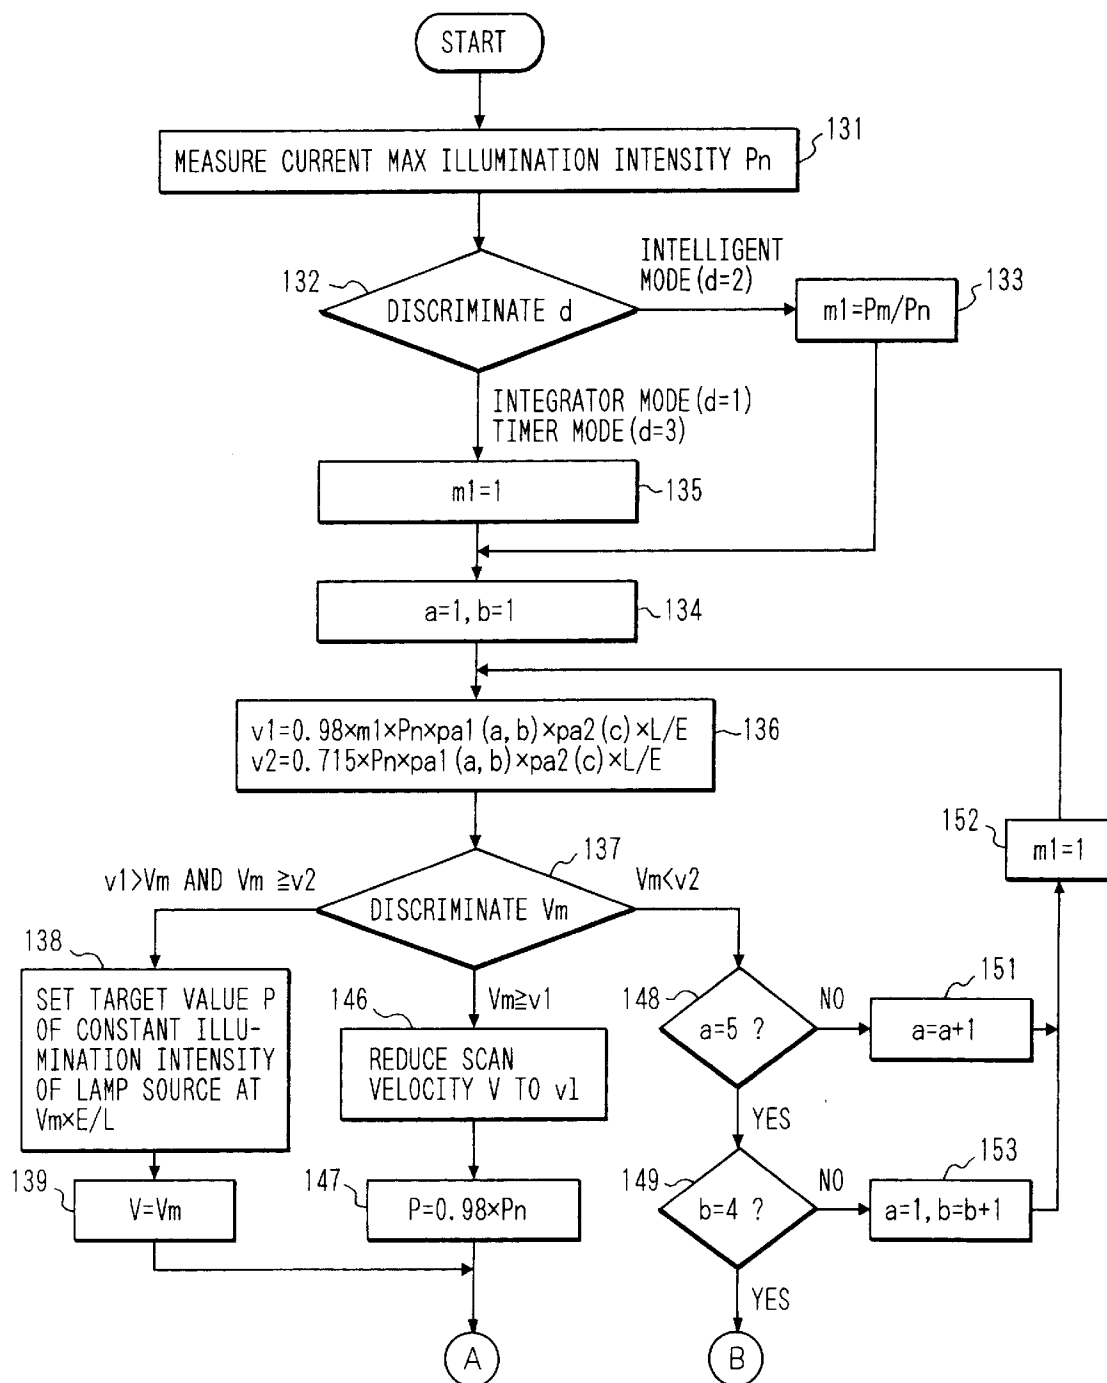 START
MEASURE CURRENT MAX ILLUMINATION INTENSITY Pn
131
132
DISCRIMINATE d
INTELLIGENT
MODE(d=2)
133
m1=Pm/Pn
INTEGRATOR MODE(d=1)
TIMER MODE(d=3)
m1=1
135
a=1,b=1
134
v1=0.98×m1×Pn×pa1(a,b)×pa2(c)×L/E
v2=0.715×Pn×pa1(a,b)×pa2(c)×L/E
136
152
m1=1
137
v1>Vm AND Vm ≧v2
DISCRIMINATE Vm
Vm<v2
138
SET TARGET VALUE P
OF CONSTANT ILLU-
MINATION INTENSITY
OF LAMP SOURCE AT
Vm×E/L
Vm≧v1
146
REDUCE SCAN
VELOCITY V TO v1
148
a=5 ?
NO
151
a=a+1
YES
139
V=Vm
147
P=0.98×Pn
149
b=4 ?
NO
153
a=1,b=b+1
YES
A
B